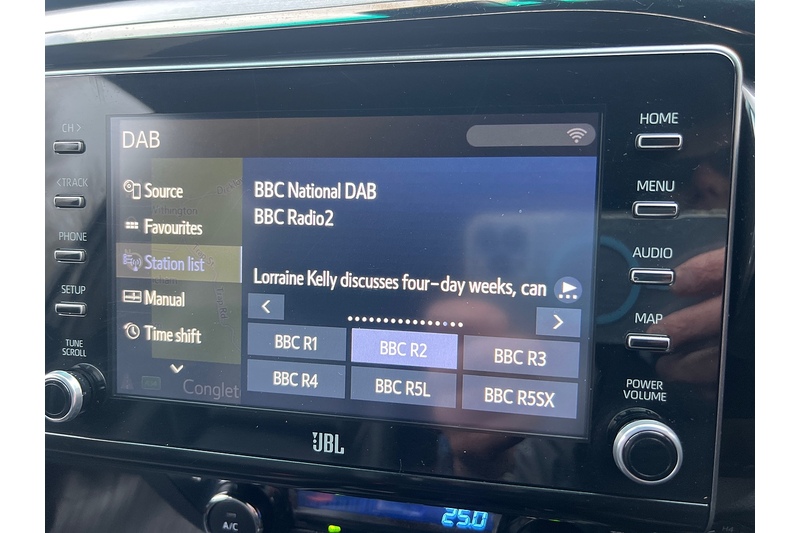 CH >
< TRACK
PHONE
SETUP
TUNE
SCROLL
DAB
Source
Favourites
Station list
Manual
Time shift
BBC National DAB
BBC Radio2
Lorraine Kelly discusses four-day weeks, can
BBC R1
BBC R2
BBC R3
BBC R4
BBC R5L
BBC R5SX
Conglet
HOME
MENU
AUDIO
MAP
POWER
VOLUME
JBL
A/C
25.0